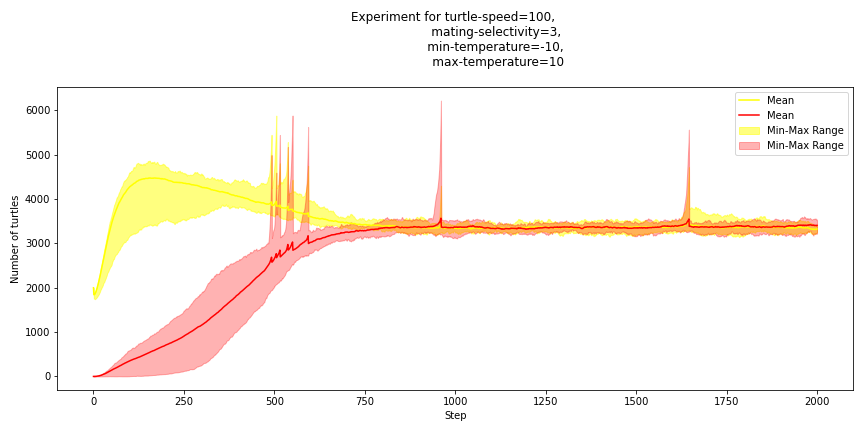 Experiment for turtle-speed=100,
mating-selectivity=3,
min-temperature=-10,
max-temperature=10
Mean
Mean
Min-Max Range
Min-Max Range
Number of turtles
6000
5000
4000
3000
2000
1000
0
0 250 500 750 1000 1250 1500 1750 2000
Step